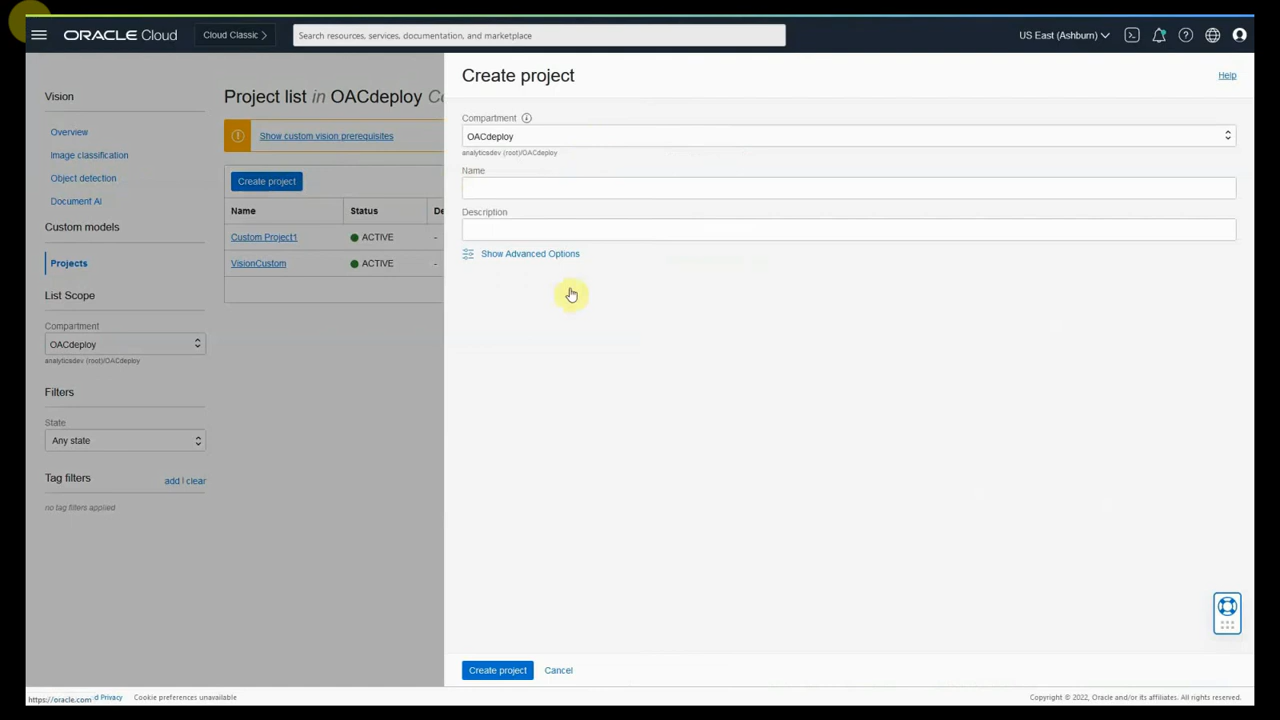 ORACLE Cloud
Cloud Classic
Search resources, services, documentation, and marketplace
US East (Ashburn)
Vision
Overview
Image classification
Object detection
Document AI
Custom models
Projects
List Scope
Compartment
OACdeploy
analyticsdev (root)/OACdeploy
Filters
State
Any state
Tag filters
add | clear
no tag filters applied
Project list in OACdeploy Co
Show custom vision prerequisites
Create project
Name Status De
Custom Project1 ACTIVE -
VisionCustom ACTIVE -
Create project
Help
Compartment
OACdeploy
analyticsdev (root)/OACdeploy
Name
Description
Show Advanced Options
Create project Cancel
https://oracle.com d Privacy Cookie preferences unavailable
Copyright © 2022, Oracle and/or its affiliates. All rights reserved.